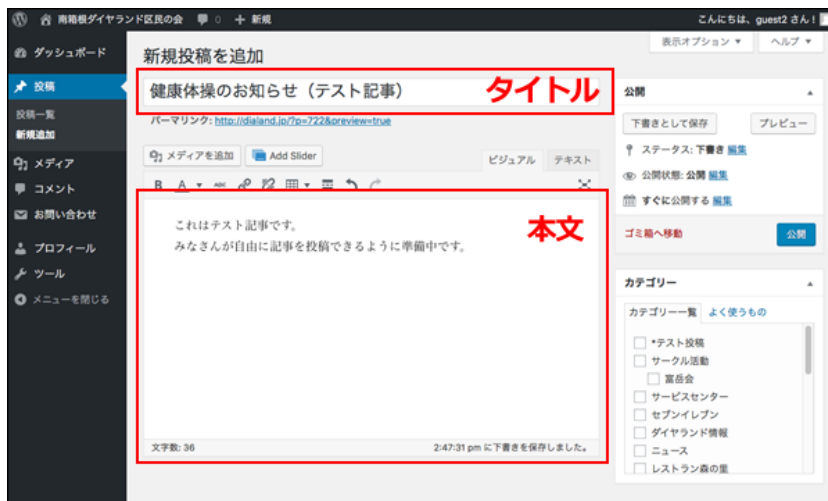 南箱根ダイヤランド区民の会 0 + 新規
こんにちは、guest2 さん!
ダッシュボード
投稿
投稿一覧
新規追加
メディア
コメント
お問い合わせ
プロフィール
ツール
メニューを閉じる
表示オプション ▼
ヘルプ ▼
新規投稿を追加
健康体操のお知らせ（テスト記事）
タイトル
パーマリンク: http://dialand.jp/?p=722&preview=true
メディアを追加
Add Slider
ビジュアル
テキスト
B A ABC
これはテスト記事です。
みなさんが自由に記事を投稿できるように準備中です。
本文
文字数: 36
2:47:31 pm に下書きを保存しました。
公開
下書きとして保存
プレビュー
ステータス: 下書き 編集
公開状態: 公開 編集
すぐに公開する 編集
ゴミ箱へ移動
公開
カテゴリー
カテゴリー一覧
よく使うもの
*テスト投稿
サークル活動
富岳会
サービスセンター
セブンイレブン
ダイヤランド情報
ニュース
レストラン森の里